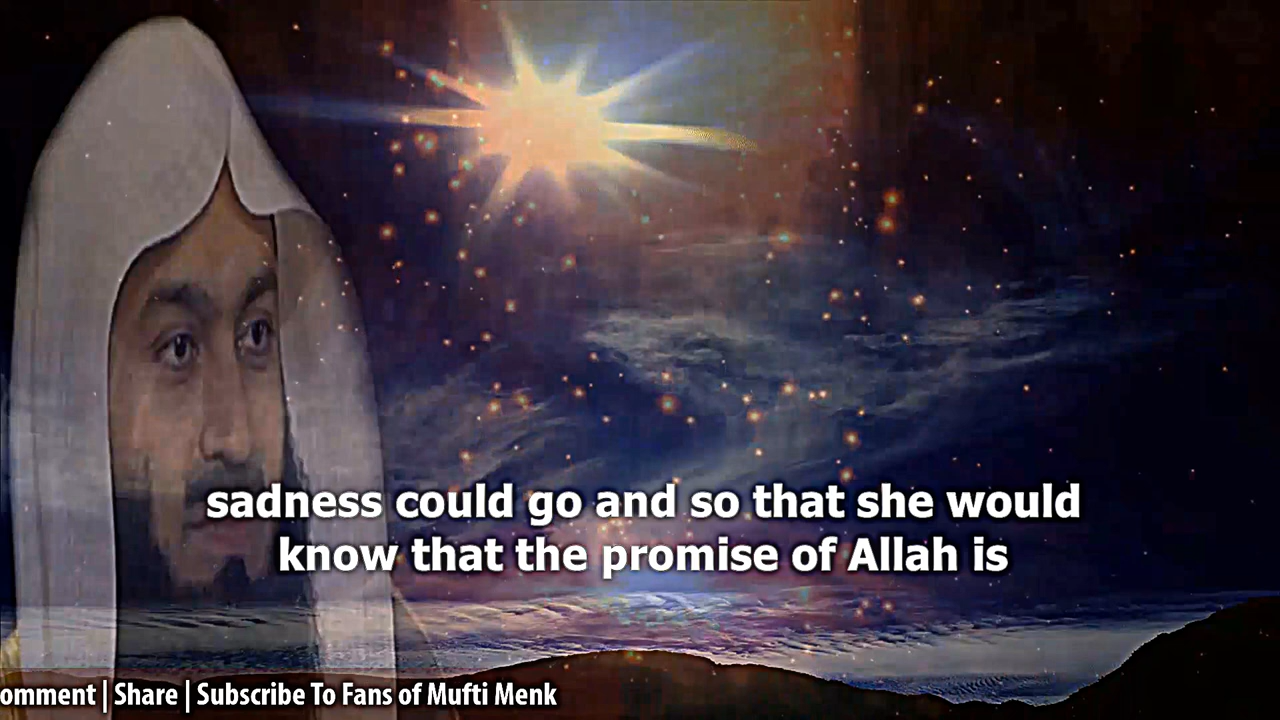 sadness could go and so that she would
know that the promise of Allah is
omment | Share | Subscribe To Fans of Mufti Menk